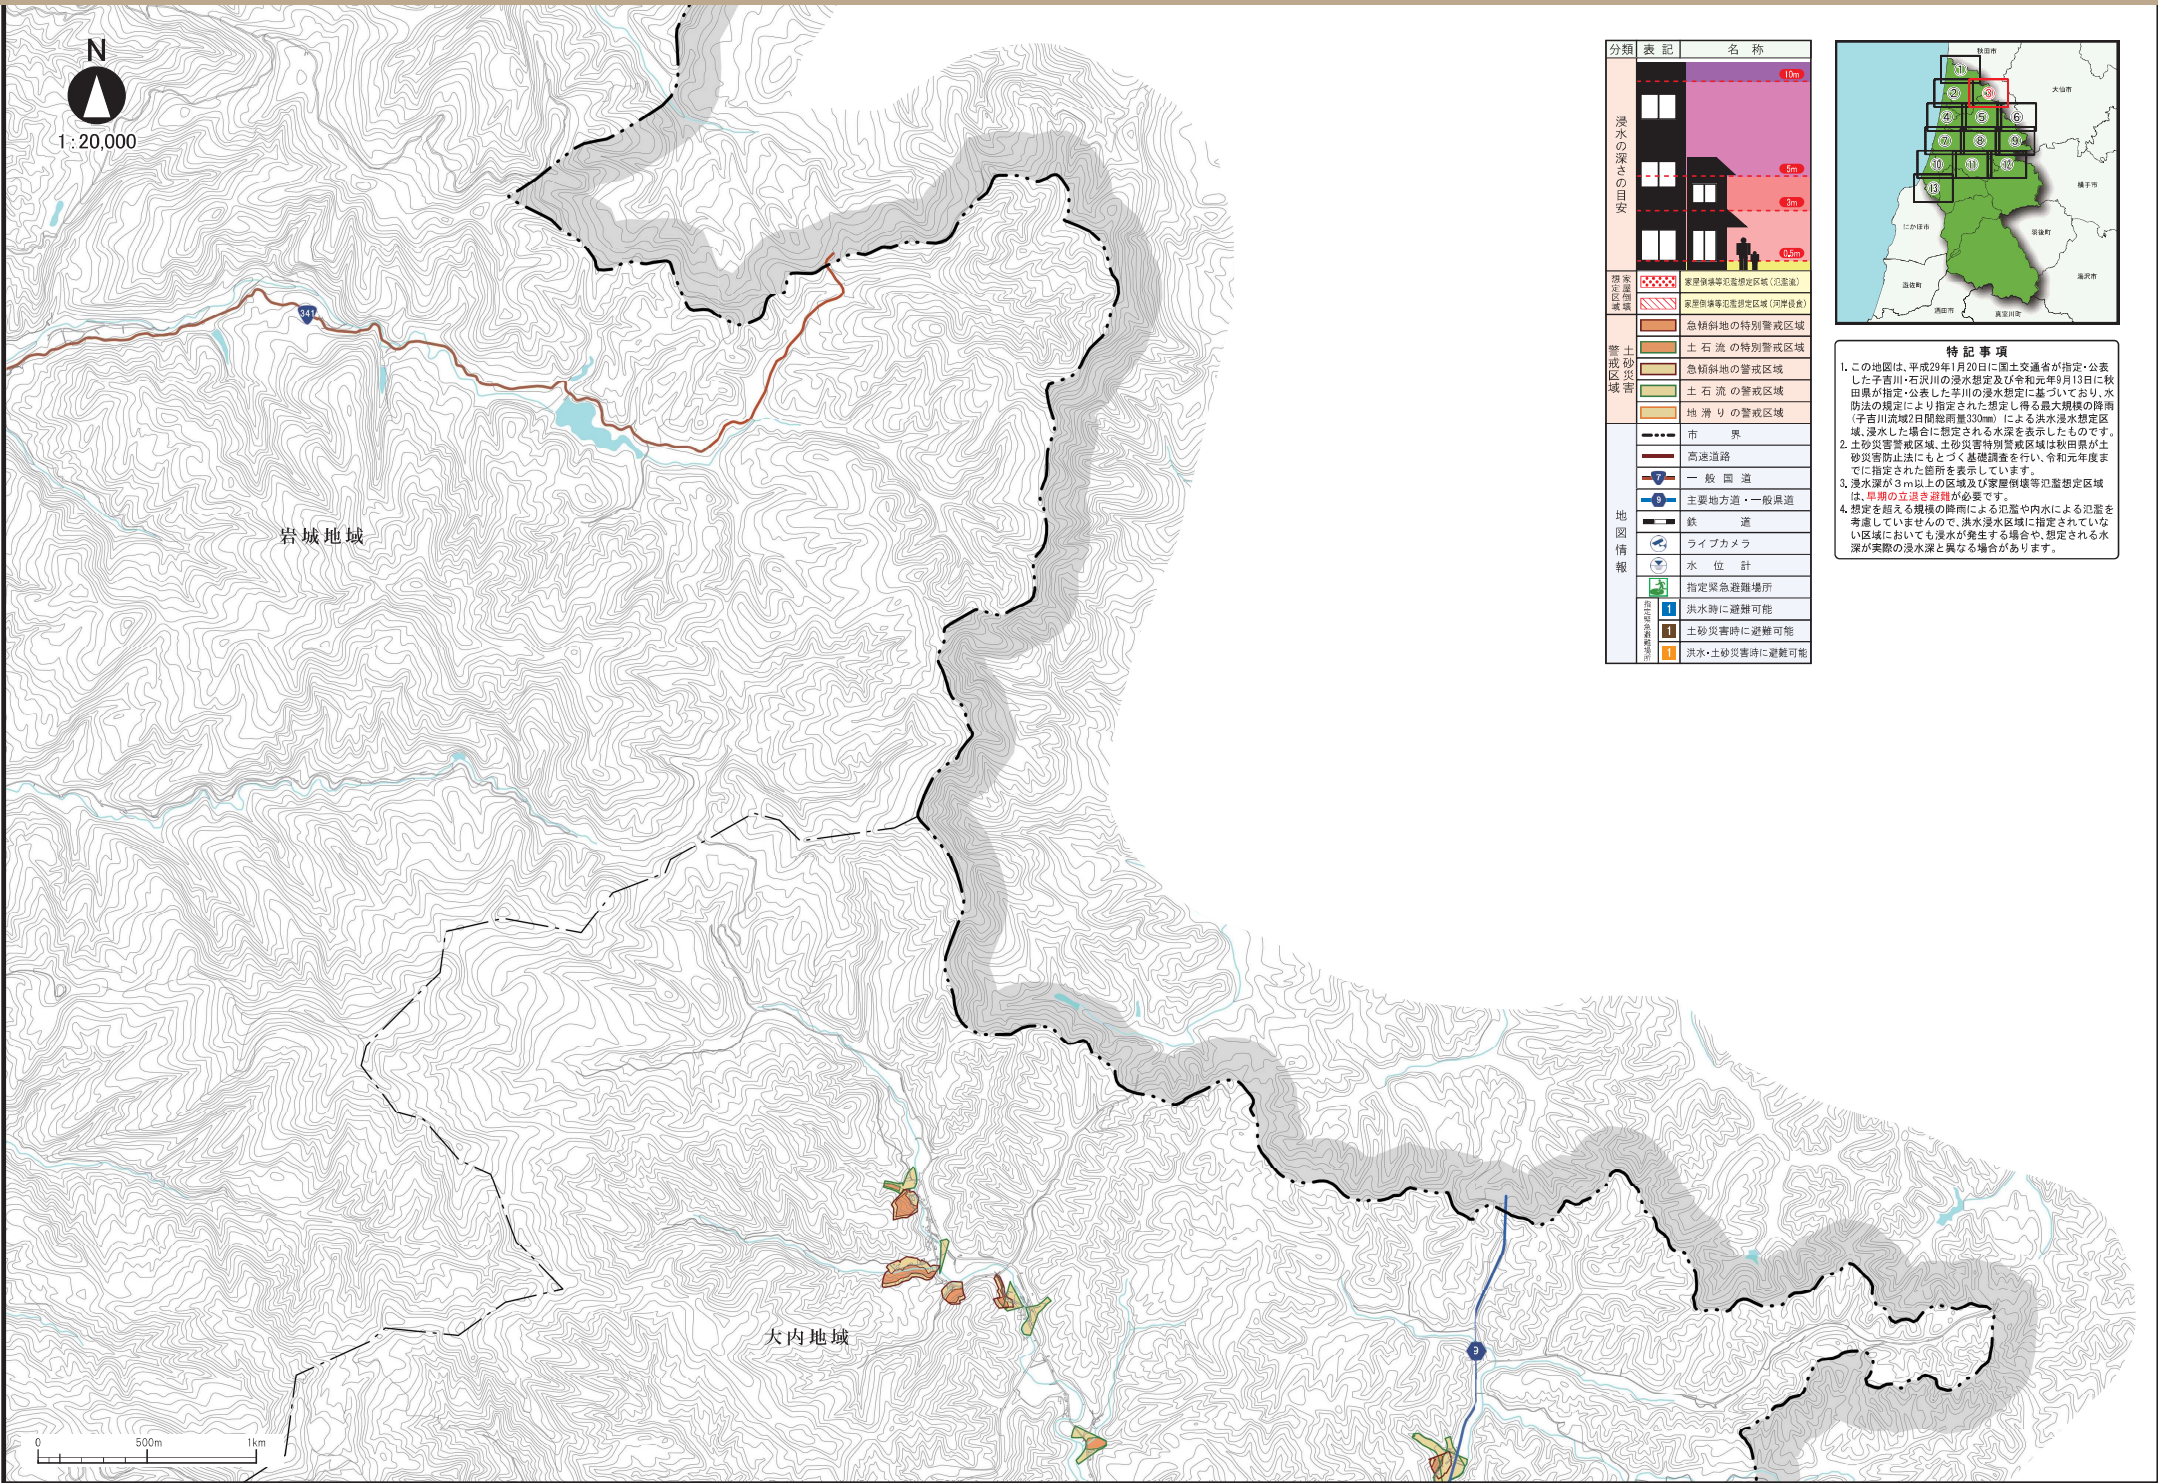 N
1:20,000
341
岩城地域
大内地域
9
0 500m 1km
分類 表記 名称
浸水の深さの目安
10m
5m
3m
0.5m
家屋倒壊想定区域
家屋倒壊等氾濫想定区域(氾濫流)
家屋倒壊等氾濫想定区域(河岸侵食)
土砂災害警戒区域
急傾斜地の特別警戒区域
土石流の特別警戒区域
急傾斜地の警戒区域
土石流の警戒区域
地滑りの警戒区域
地図情報
市界
高速道路
7 一般国道
9 主要地方道・一般県道
鉄道
ライブカメラ
水位計
指定緊急避難場所
指定緊急避難場所
1 洪水時に避難可能
1 土砂災害時に避難可能
1 洪水・土砂災害時に避難可能
秋田市
大仙市
横手市
羽後町
湯沢市
にかほ市
遊佐町
酒田市
真室川町
①
② ③
④ ⑤ ⑥
⑦ ⑧ ⑨
⑩ ⑪ ⑫
⑬
特記事項
1. この地図は、平成29年1月20日に国土交通省が指定・公表
した子吉川・石沢川の浸水想定及び令和元年9月13日に秋
田県が指定・公表した芋川の浸水想定に基づいており、水
防法の規定により指定された想定し得る最大規模の降雨
(子吉川流域2日間総雨量330mm)による洪水浸水想定区
域、浸水した場合に想定される水深を表示したものです。
2. 土砂災害警戒区域、土砂災害特別警戒区域は秋田県が土
砂災害防止法にもとづく基礎調査を行い、令和元年度ま
でに指定された箇所を表示しています。
3. 浸水深が3m以上の区域及び家屋倒壊等氾濫想定区域
は、早期の立退き避難が必要です。
4. 想定を超える規模の降雨による氾濫や内水による氾濫を
考慮していませんので、洪水浸水区域に指定されていな
い区域においても浸水が発生する場合や、想定される水
深が実際の浸水深と異なる場合があります。